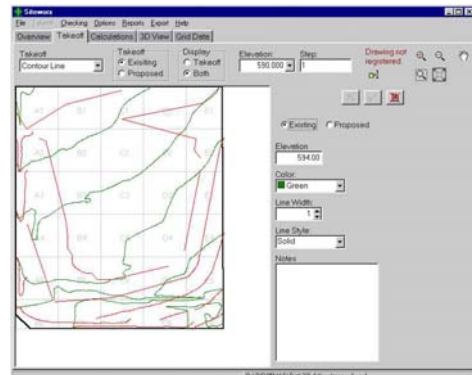 Siteworx
File Checking Options Reports Export Help
Overview Takeoff Calculations 3D View Grid Data
Takeoff
Contour Line
Takeoff
Existing
Proposed
Display
Takeoff
Both
Elevation:
590.000
Step:
1
Drawing not
registered.
Existing Proposed
Elevation
594.00
Color:
Green
Line Width:
1
Line Style:
Solid
Notes